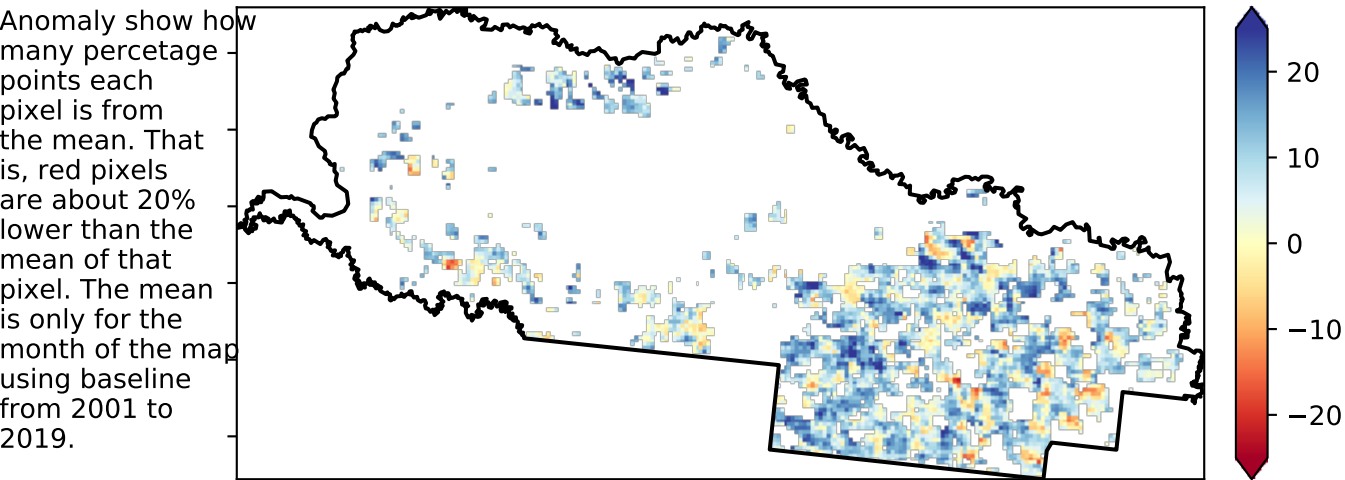 Anomaly show how
many percetage
points each
pixel is from
the mean. That
is, red pixels
are about 20%
lower than the
mean of that
pixel. The mean
is only for the
month of the map
using baseline
from 2001 to
2019.
20
10
0
−10
−20